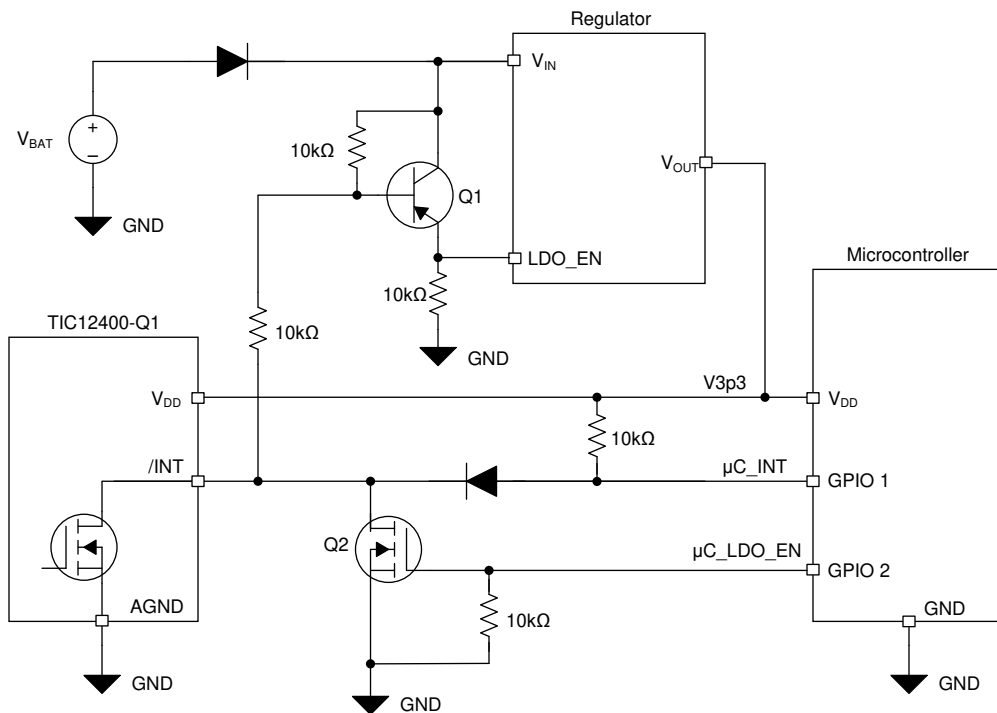 Regulator
V_IN
V_BAT
+
−
10kΩ
V_OUT
Q1
GND
LDO_EN
Microcontroller
10kΩ
TIC12400-Q1
10kΩ
GND
V3p3
V_DD
V_DD
10kΩ
/INT
µC_INT
GPIO 1
Q2
µC_LDO_EN
GPIO 2
AGND
10kΩ
GND
GND
GND
GND